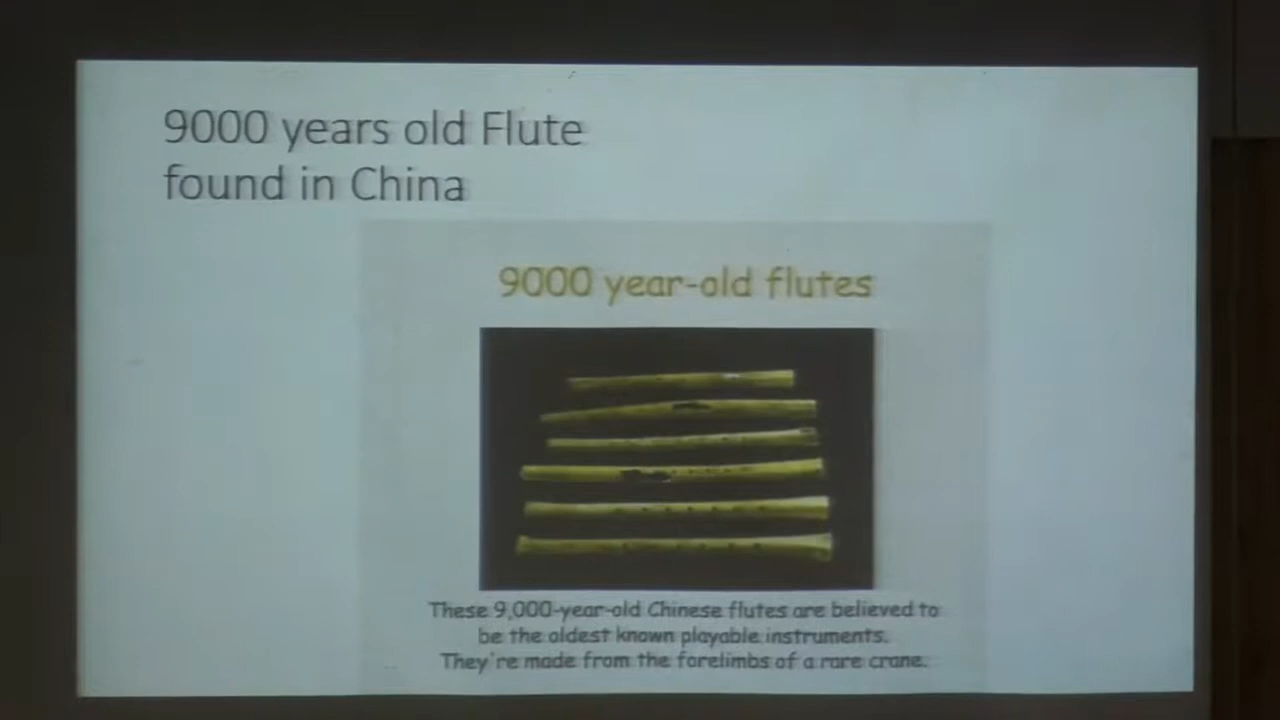 9000 years old Flute
found in China
9000 year-old flutes
These 9,000-year-old Chinese flutes are believed to
be the oldest known playable instruments.
They're made from the forelimbs of a rare crane.